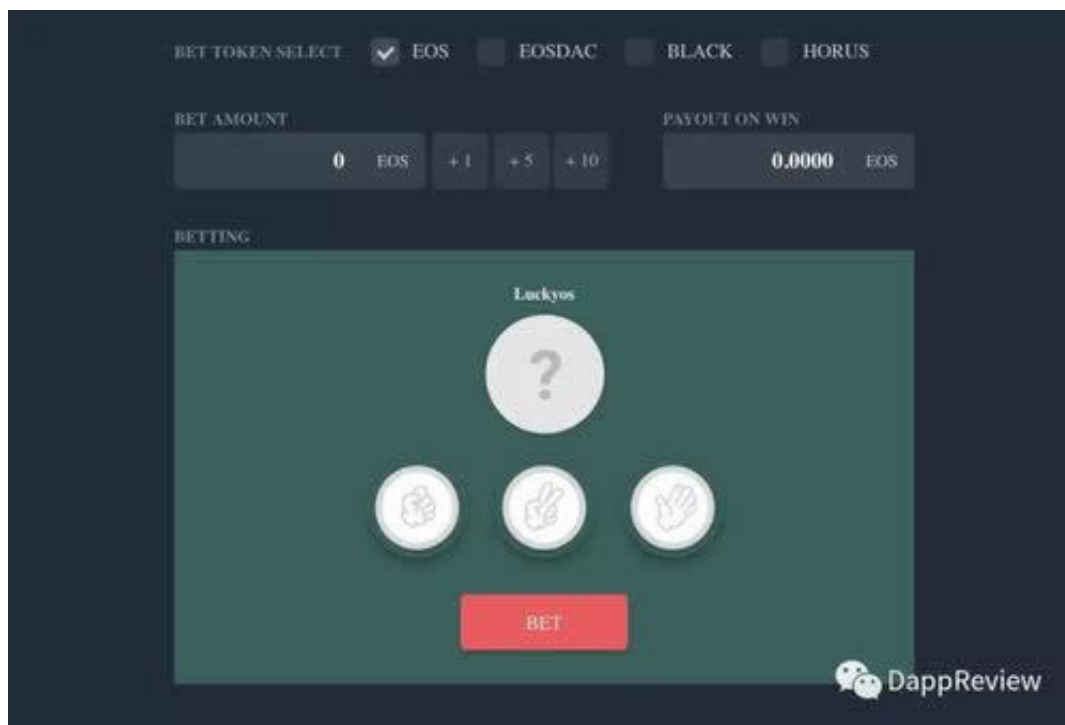 BET TOKEN SELECT EOS EOSDAC BLACK HORUS
BET AMOUNT PAYOUT ON WIN
0 EOS + 1 + 5 + 10 0.0000 EOS
BETTING
Luckyos
?
BET
DappReview